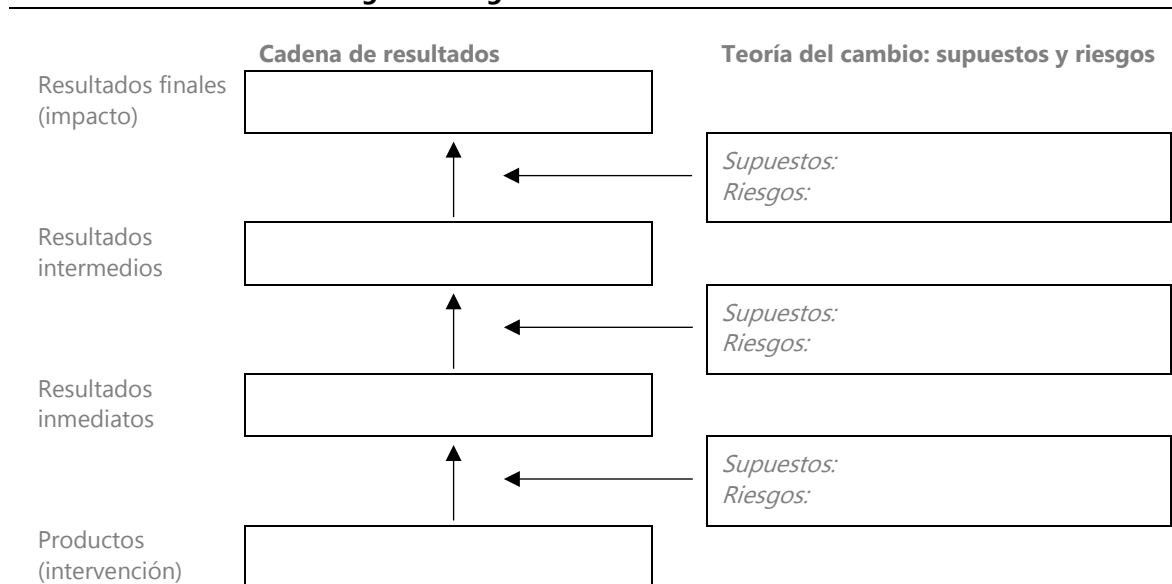 Cadena de resultados
Teoría del cambio: supuestos y riesgos
Resultados finales
(impacto)
Supuestos:
Riesgos:
Resultados
intermedios
Supuestos:
Riesgos:
Resultados
inmediatos
Supuestos:
Riesgos:
Productos
(intervención)